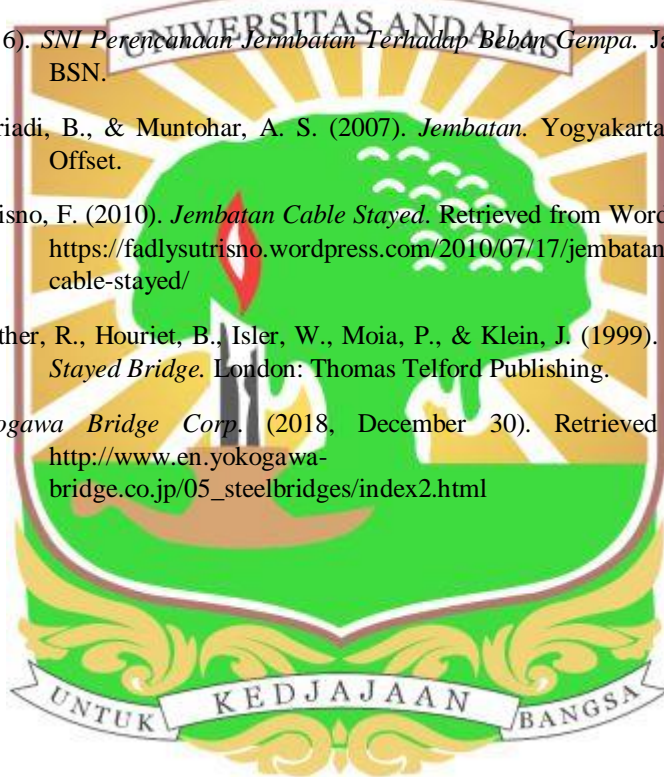 UNIVERSITAS ANDALAS
6). SNI Perencanaan Jermbatan Terhadap Beban Gempa. Ja
BSN.
riadi, B., & Muntohar, A. S. (2007). Jembatan. Yogyakarta
Offset.
isno, F. (2010). Jembatan Cable Stayed. Retrieved from Word
https://fadlysutrisno.wordpress.com/2010/07/17/jembatan
cable-stayed/
ther, R., Houriet, B., Isler, W., Moia, P., & Klein, J. (1999).
Stayed Bridge. London: Thomas Telford Publishing.
ogawa Bridge Corp. (2018, December 30). Retrieved
http://www.en.yokogawa-
bridge.co.jp/05_steelbridges/index2.html
UNTUK KEDJAJAAN BANGSA